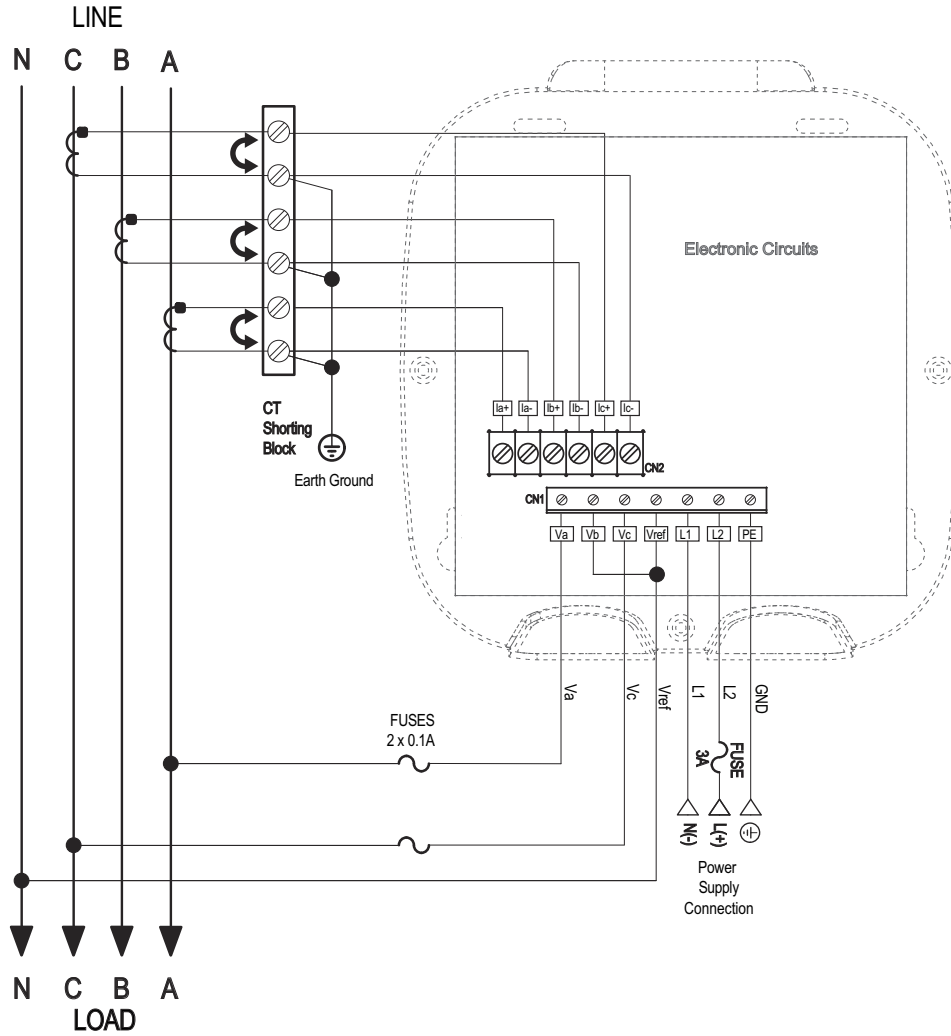 LINE
N C B A
Electronic Circuits
Ia+ Ia- Ib+ Ib- Ic+ Ic-
CT
Shorting
Block
Earth Ground
CN2
CN1
Va Vb Vc Vref L1 L2 PE
Va Vc Vref L1 L2 GND
FUSES
2 x 0.1A
FUSE
3A
N(-) L(+)
Power
Supply
Connection
N C B A
LOAD